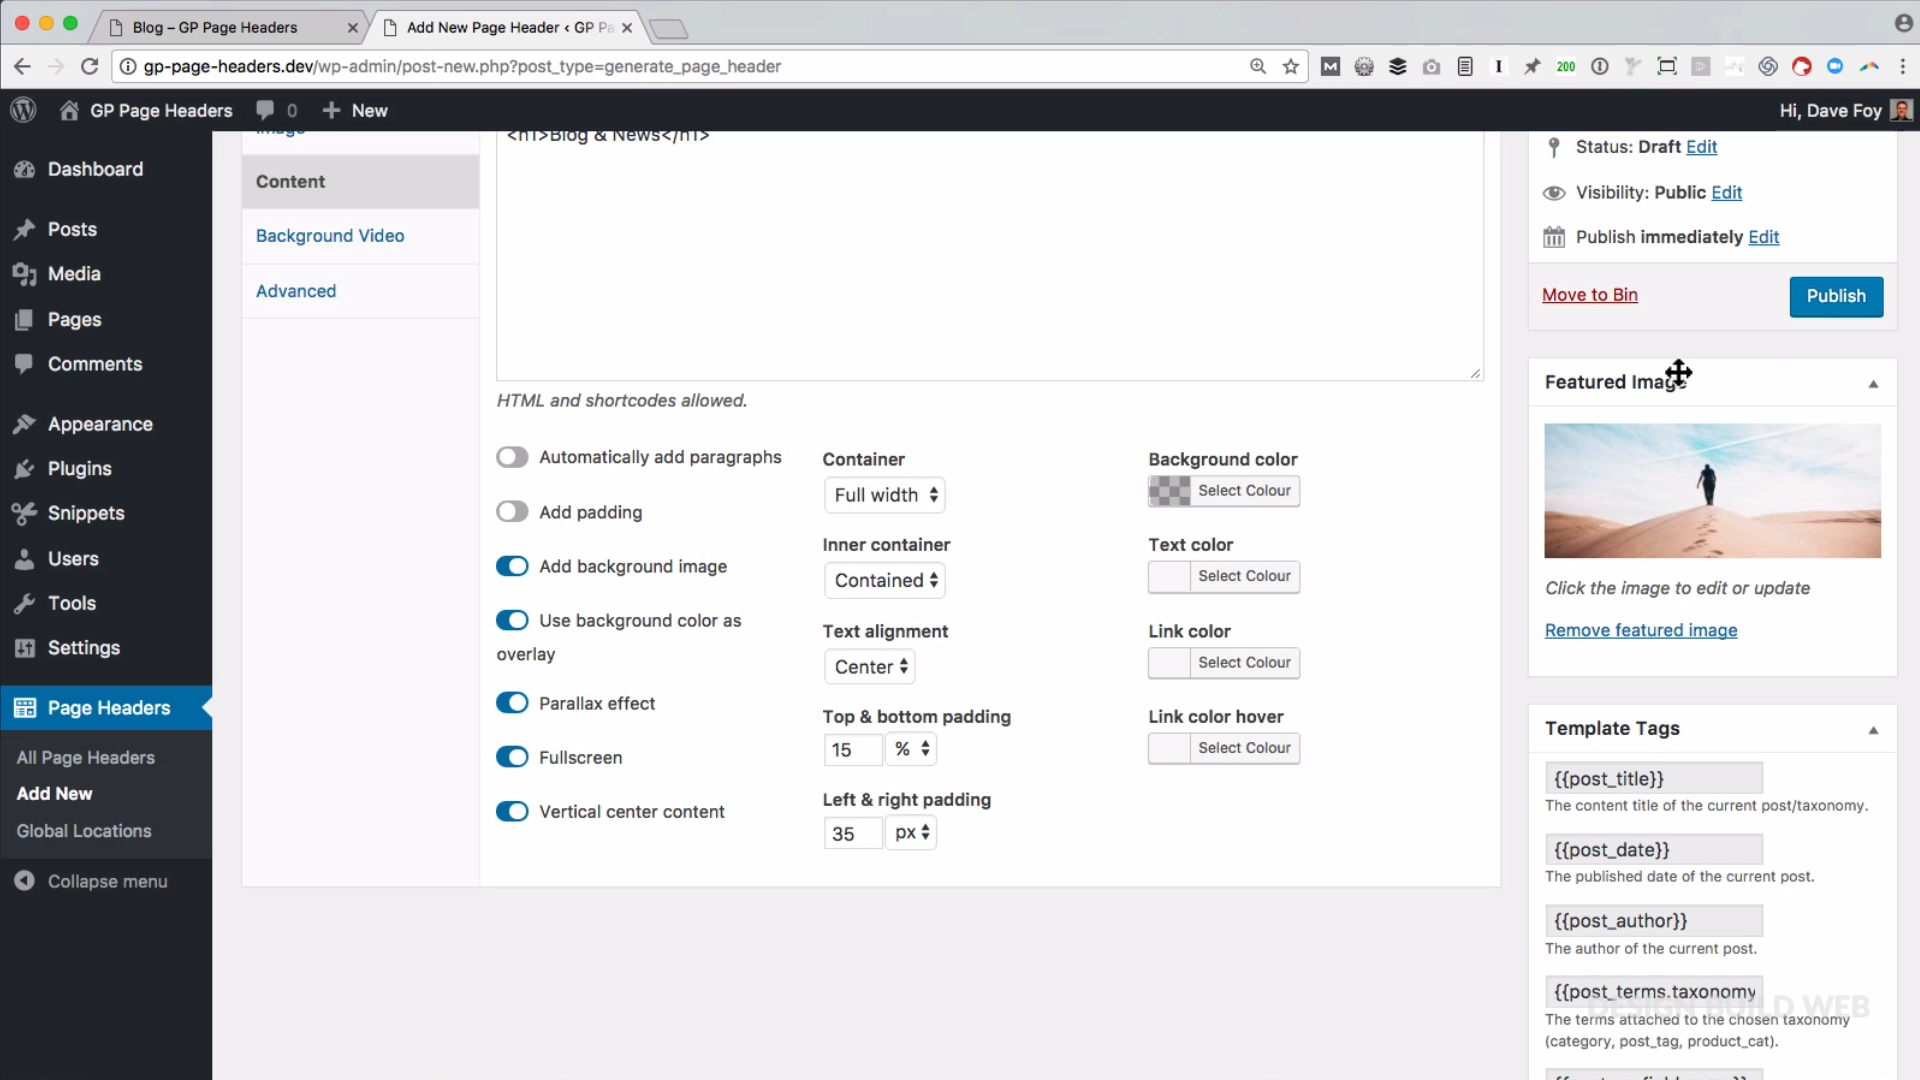 Blog – GP Page Headers
Add New Page Header ‹ GP Pa
gp-page-headers.dev/wp-admin/post-new.php?post_type=generate_page_header
200
GP Page Headers
0
New
Hi, Dave Foy
Dashboard
Posts
Media
Pages
Comments
Appearance
Plugins
Snippets
Users
Tools
Settings
Page Headers
All Page Headers
Add New
Global Locations
Collapse menu
Image
Content
Background Video
Advanced
<h1>Blog & News</h1>
HTML and shortcodes allowed.
Automatically add paragraphs
Add padding
Add background image
Use background color as
overlay
Parallax effect
Fullscreen
Vertical center content
Container
Full width
Inner container
Contained
Text alignment
Center
Top & bottom padding
15 %
Left & right padding
35 px
Background color
Select Colour
Text color
Select Colour
Link color
Select Colour
Link color hover
Select Colour
Status: Draft Edit
Visibility: Public Edit
Publish immediately Edit
Move to Bin
Publish
Featured Image
Click the image to edit or update
Remove featured image
Template Tags
{{post_title}}
The content title of the current post/taxonomy.
{{post_date}}
The published date of the current post.
{{post_author}}
The author of the current post.
{{post_terms.taxonomy
DESIGN BUILD WEB
The terms attached to the chosen taxonomy
(category, post_tag, product_cat).